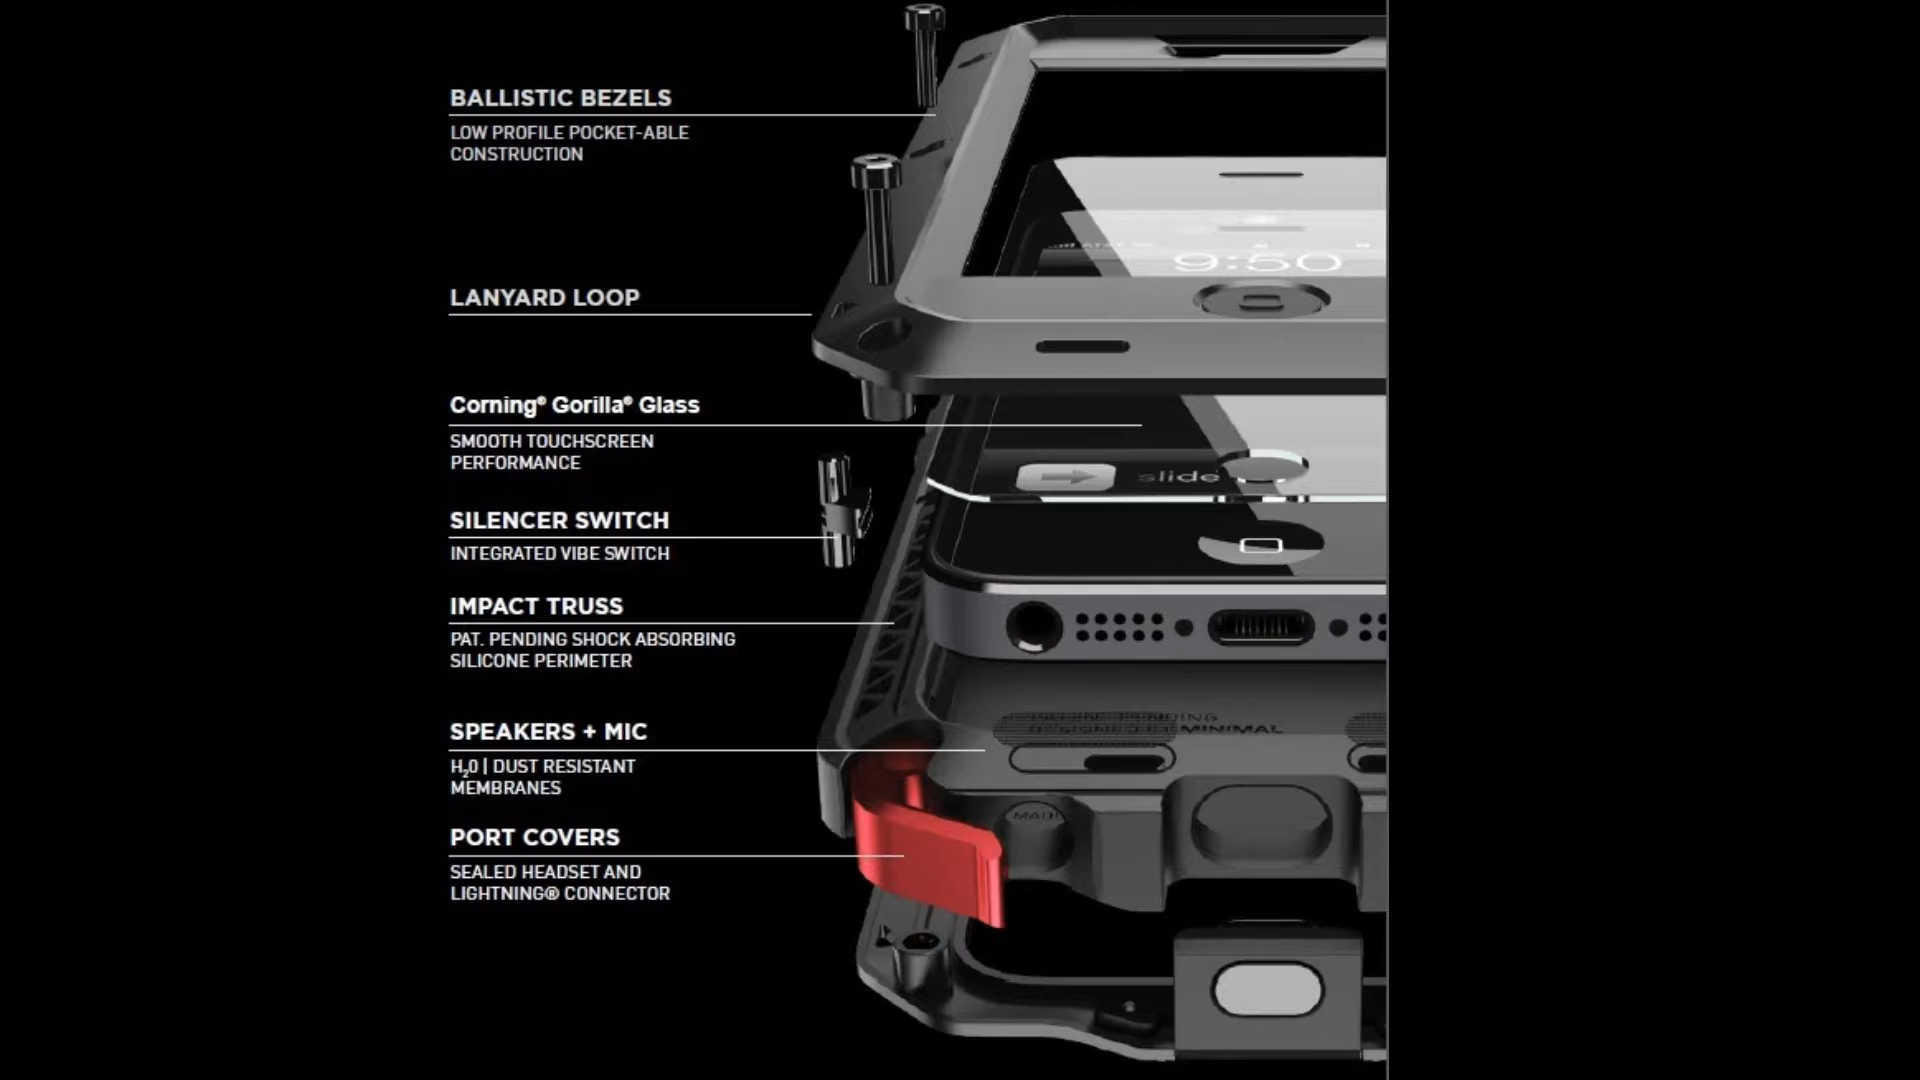 BALLISTIC BEZELS
LOW PROFILE POCKET-ABLE
CONSTRUCTION
9:50
LANYARD LOOP
Corning® Gorilla® Glass
SMOOTH TOUCHSCREEN
PERFORMANCE
slide
SILENCER SWITCH
INTEGRATED VIBE SWITCH
IMPACT TRUSS
PAT. PENDING SHOCK ABSORBING
SILICONE PERIMETER
MINIMAL
SPEAKERS + MIC
H₂0 | DUST RESISTANT
MEMBRANES
MADE
PORT COVERS
SEALED HEADSET AND
LIGHTNING® CONNECTOR